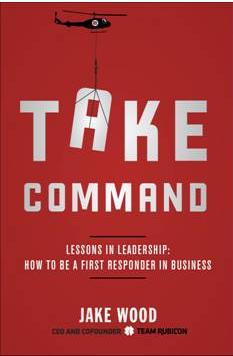 TAKE
COMMAND
LESSONS IN LEADERSHIP:
HOW TO BE A FIRST RESPONDER IN BUSINESS
JAKE WOOD
CEO AND COFOUNDER TEAM RUBICON